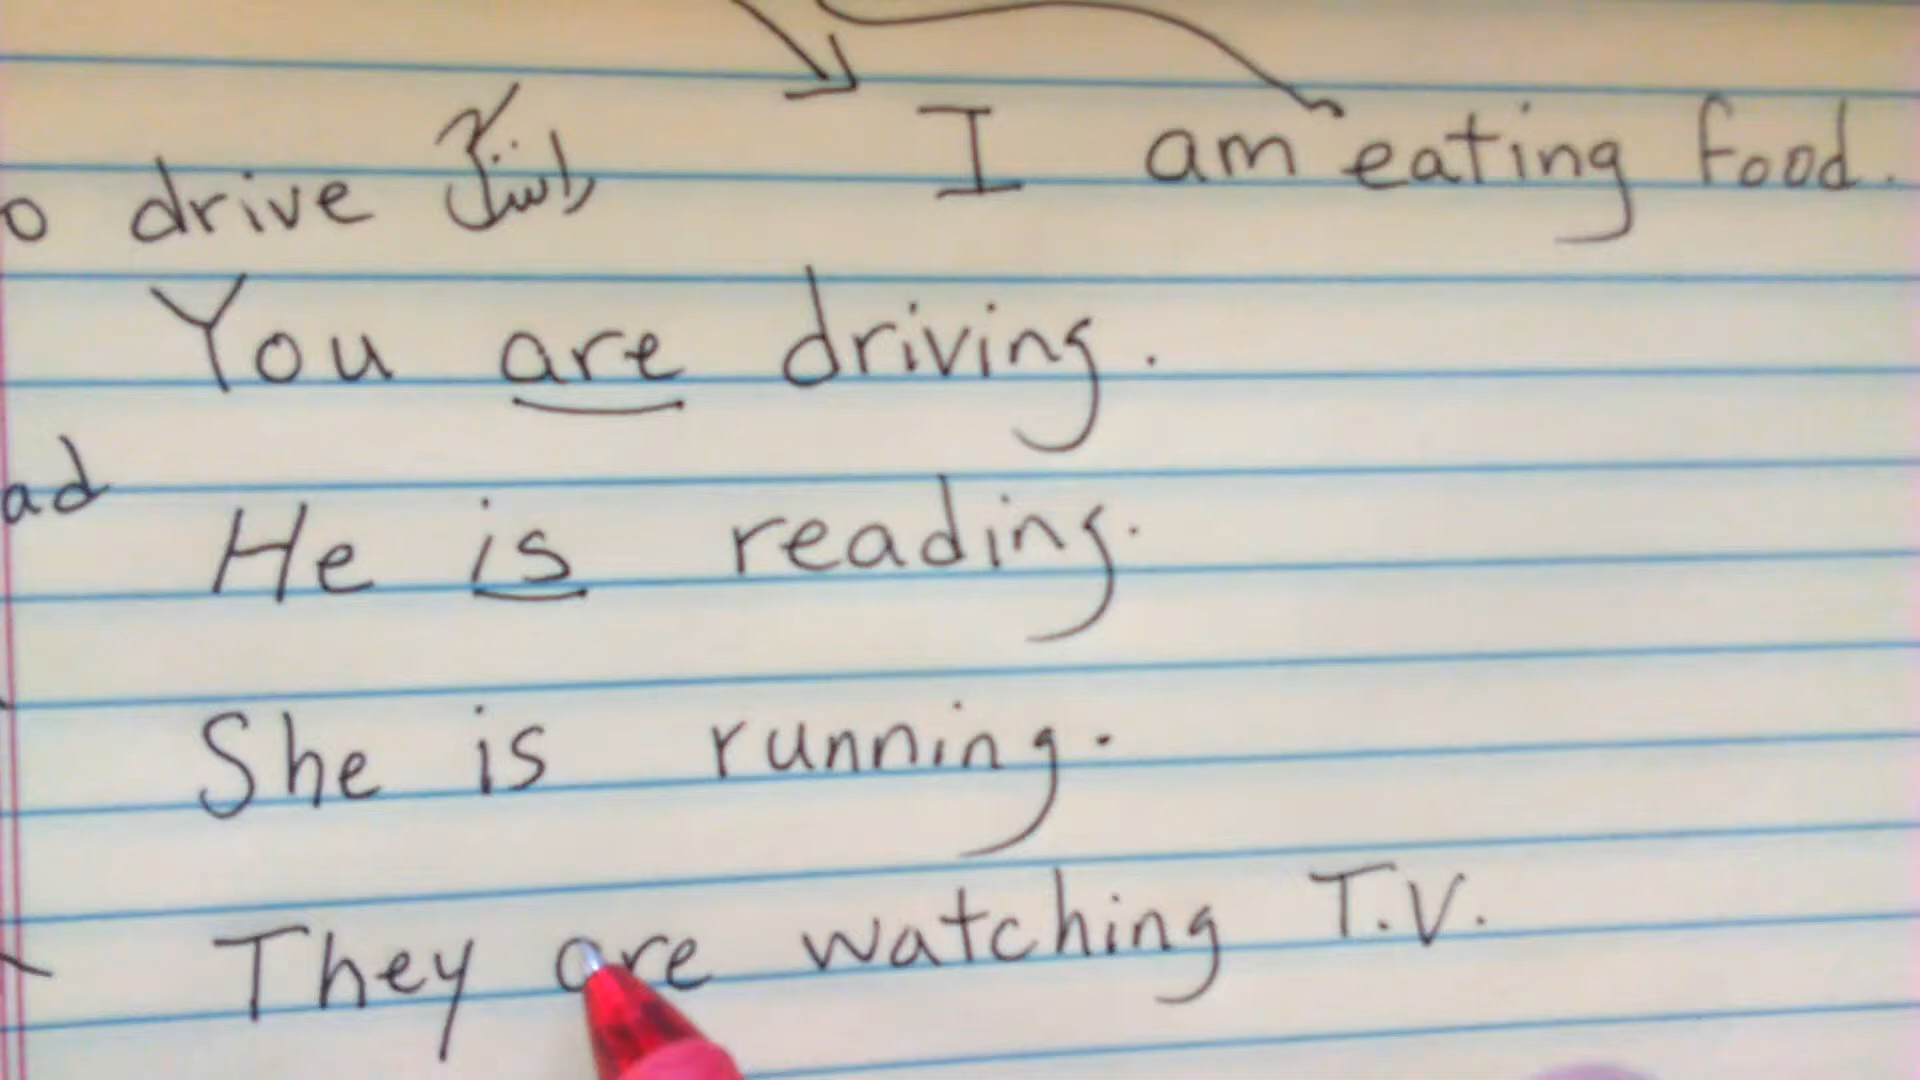 I am eating food.
o drive
You are driving.
ad
He is reading.
She is running.
They are watching T.V.